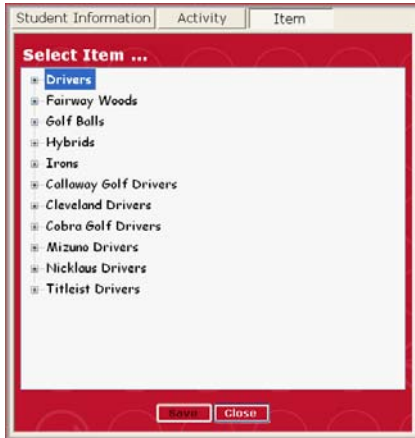 Student Information Activity Item
Select Item ...
Drivers
Fairway Woods
Golf Balls
Hybrids
Irons
Callaway Golf Drivers
Cleveland Drivers
Cobra Golf Drivers
Mizuno Drivers
Nicklaus Drivers
Titleist Drivers
Save Close